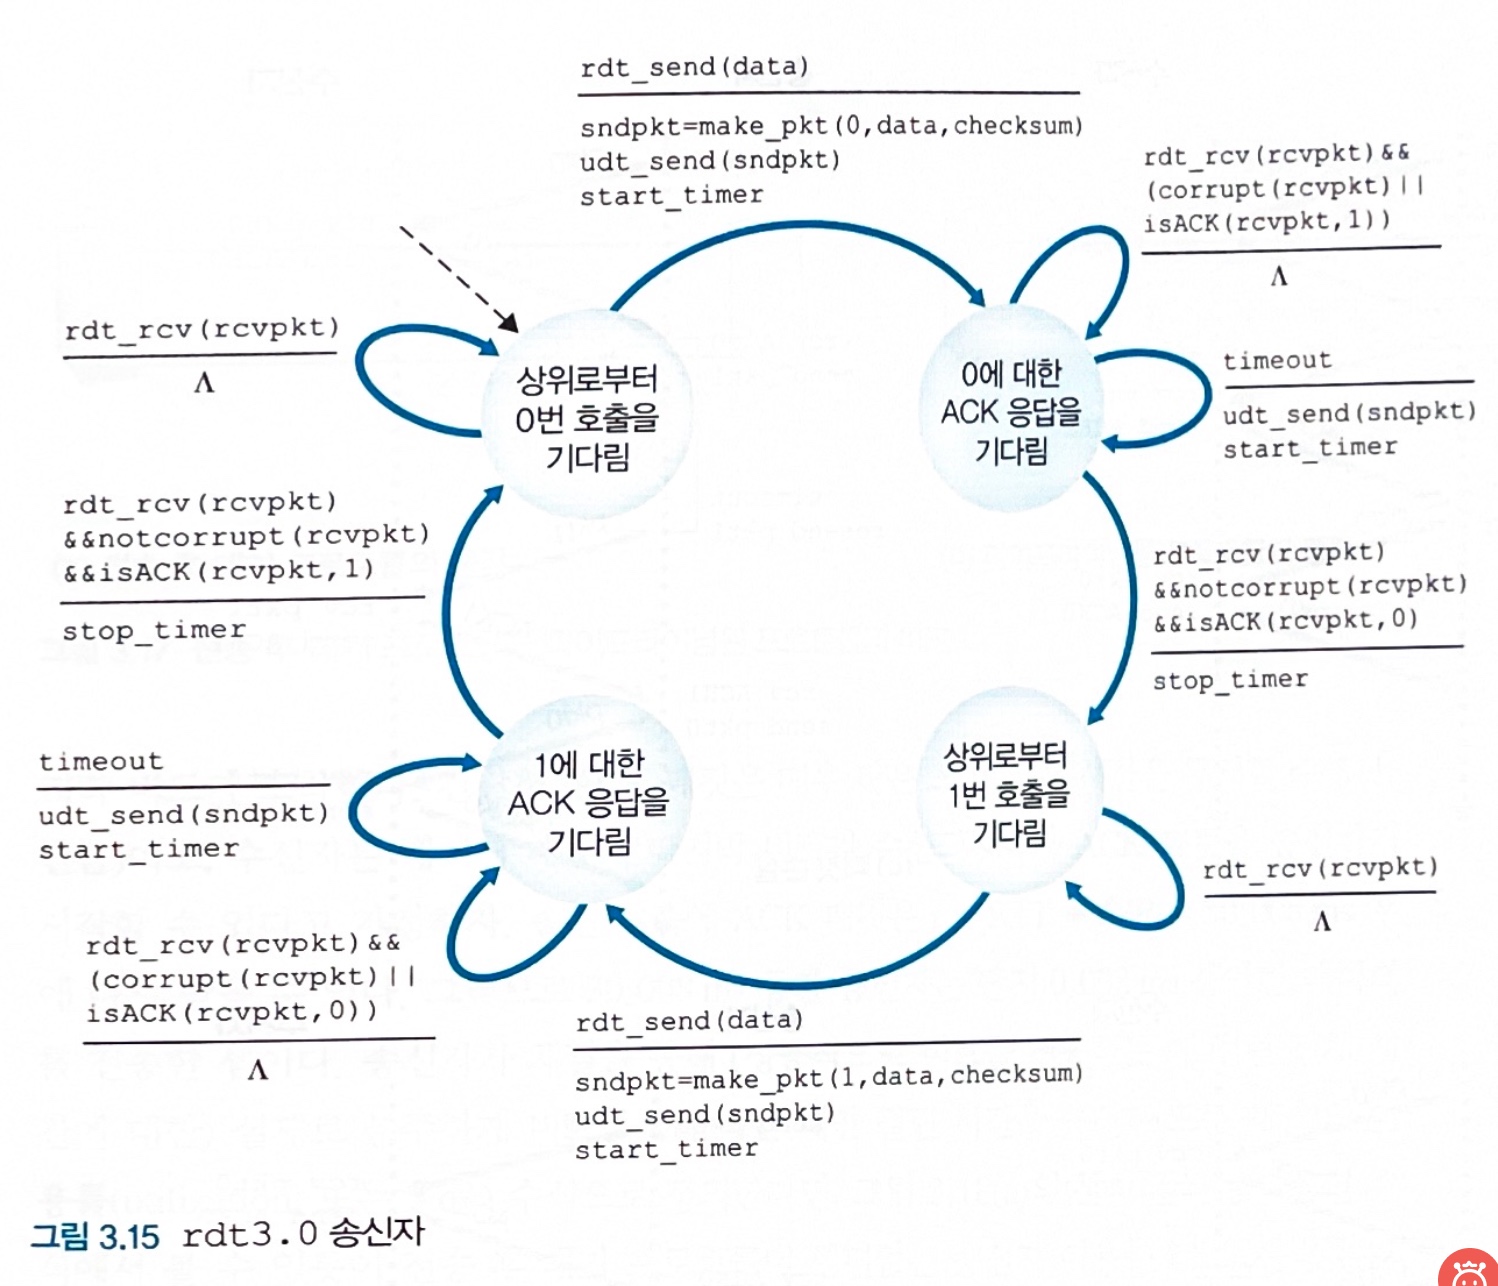 rdt_send(data)
sndpkt=make_pkt(0,data,checksum)
udt_send(sndpkt)
start_timer
rdt_rcv(rcvpkt)&&
(corrupt(rcvpkt)||
isACK(rcvpkt,1))
Λ
rdt_rcv(rcvpkt)
Λ
상위로부터
0번 호출을
기다림
0에 대한
ACK 응답을
기다림
timeout
udt_send(sndpkt)
start_timer
rdt_rcv(rcvpkt)
&&notcorrupt(rcvpkt)
&&isACK(rcvpkt,1)
stop_timer
rdt_rcv(rcvpkt)
&&notcorrupt(rcvpkt)
&&isACK(rcvpkt,0)
stop_timer
timeout
udt_send(sndpkt)
start_timer
1에 대한
ACK 응답을
기다림
상위로부터
1번 호출을
기다림
rdt_rcv(rcvpkt)
Λ
rdt_rcv(rcvpkt)&&
(corrupt(rcvpkt)||
isACK(rcvpkt,0))
Λ
rdt_send(data)
sndpkt=make_pkt(1,data,checksum)
udt_send(sndpkt)
start_timer
그림 3.15 rdt3.0 송신자